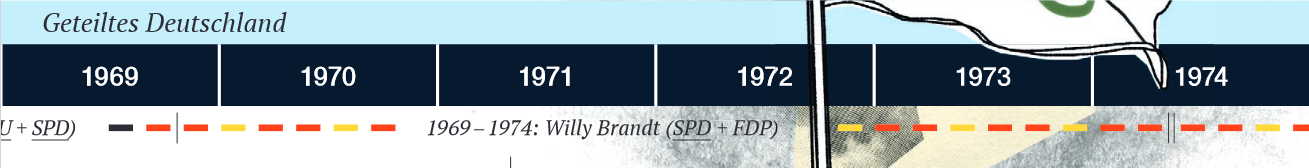 Geteiltes Deutschland
1969 1970 1971 1972 1973 1974
U + SPD) 1969 – 1974: Willy Brandt (SPD + FDP)